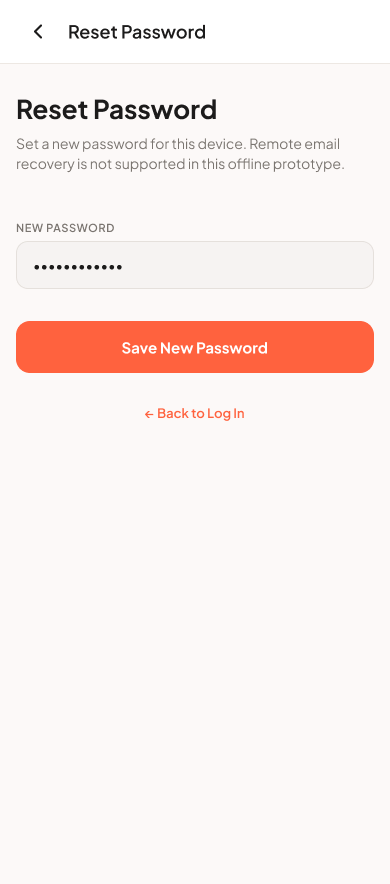 Reset Password
Reset Password
Set a new password for this device. Remote email
recovery is not supported in this offline prototype.
NEW PASSWORD
••••••••••••
Save New Password
← Back to Log In